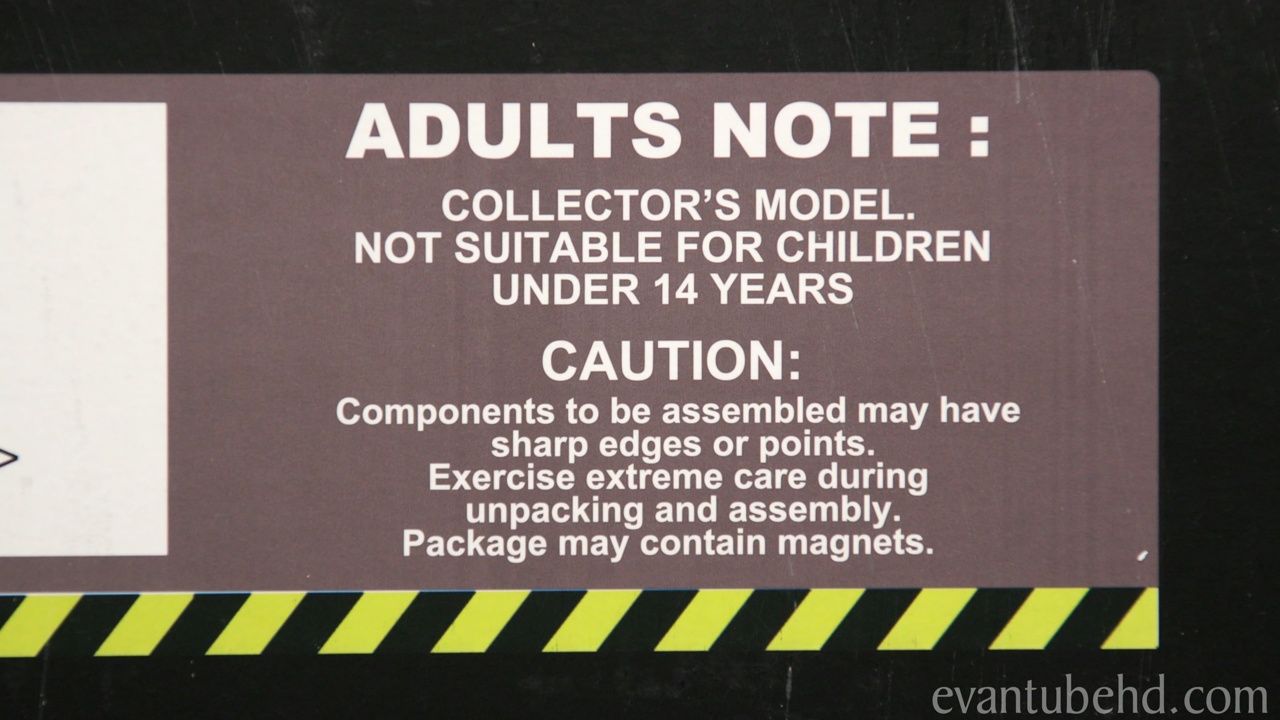 ADULTS NOTE :
COLLECTOR'S MODEL.
NOT SUITABLE FOR CHILDREN
UNDER 14 YEARS
CAUTION:
Components to be assembled may have
sharp edges or points.
Exercise extreme care during
unpacking and assembly.
Package may contain magnets.
evantubehd.com